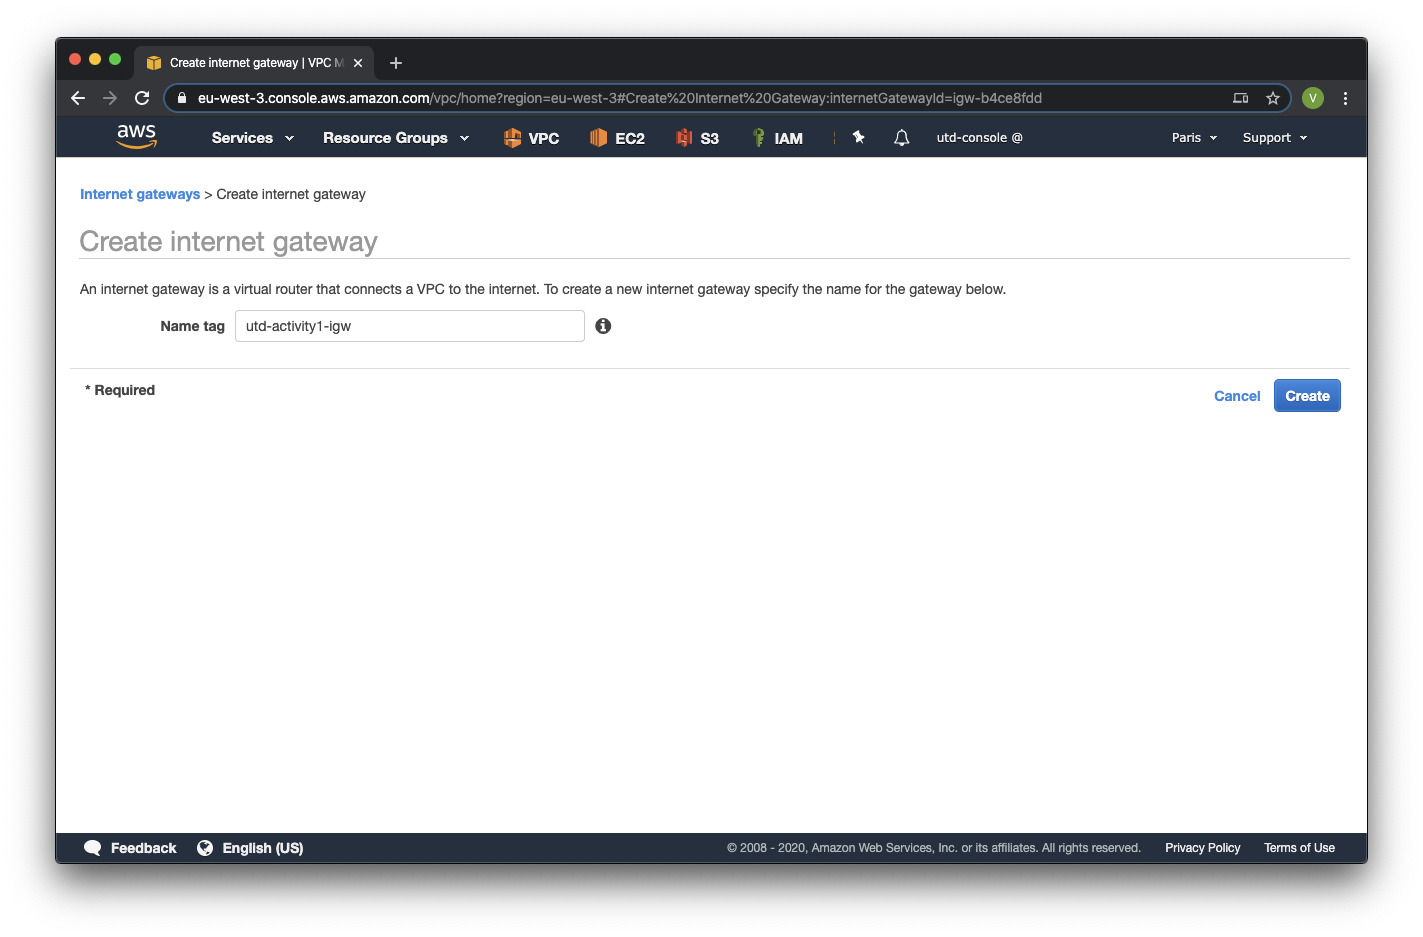 Create internet gateway | VPC M
eu-west-3.console.aws.amazon.com/vpc/home?region=eu-west-3#Create%20Internet%20Gateway:internetGatewayId=igw-b4ce8fdd
V
aws Services Resource Groups VPC EC2 S3 IAM utd-console @ Paris Support
Internet gateways > Create internet gateway
Create internet gateway
An internet gateway is a virtual router that connects a VPC to the internet. To create a new internet gateway specify the name for the gateway below.
Name tag utd-activity1-igw
* Required
Cancel Create
Feedback English (US) © 2008 - 2020, Amazon Web Services, Inc. or its affiliates. All rights reserved. Privacy Policy Terms of Use